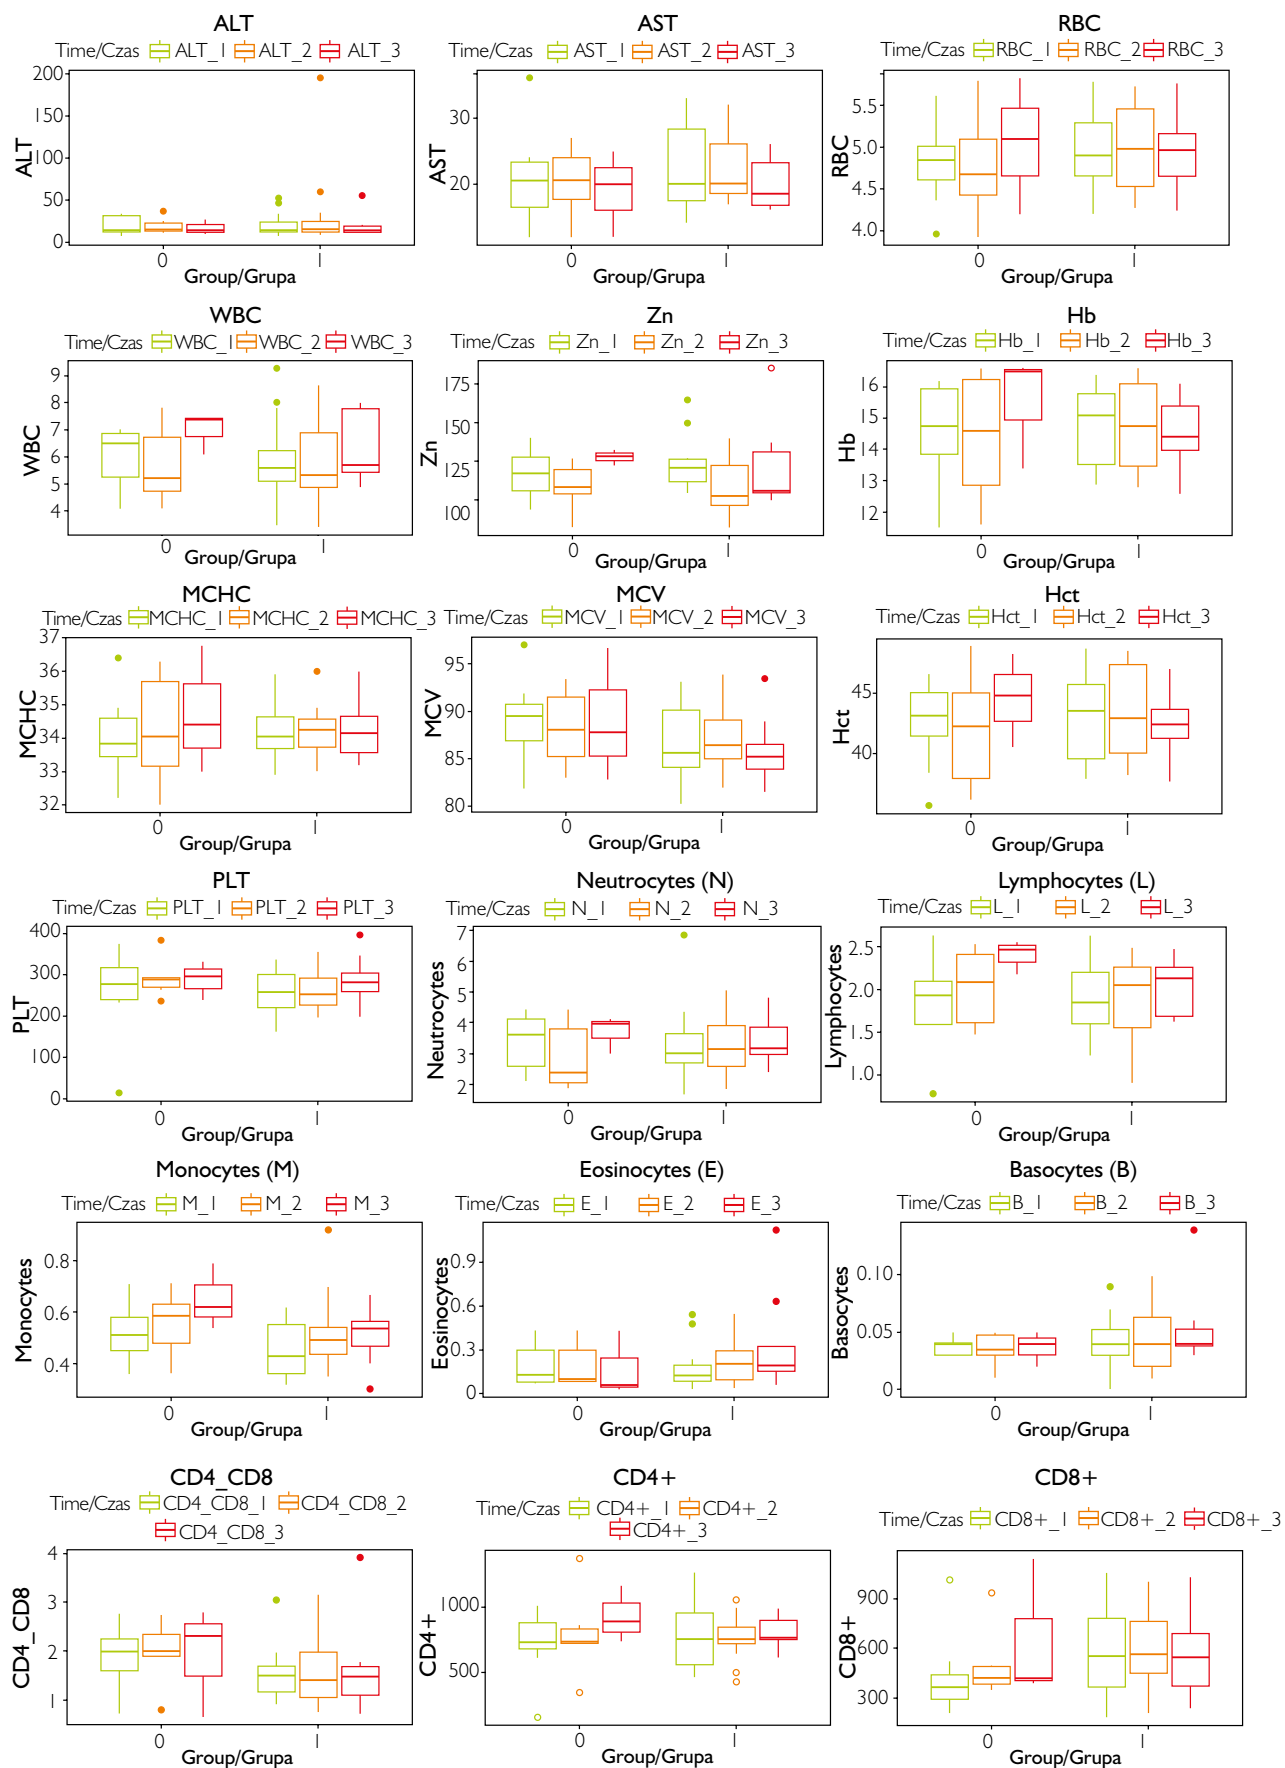 ALT
Time/Czas ALT_1 ALT_2 ALT_3
200
150
100
50
0
ALT
0 1
Group/Grupa
AST
Time/Czas AST_1 AST_2 AST_3
30
20
AST
0 1
Group/Grupa
RBC
Time/Czas RBC_1 RBC_2 RBC_3
5.5
5.0
4.5
4.0
RBC
0 1
Group/Grupa
WBC
Time/Czas WBC_1 WBC_2 WBC_3
9
8
7
6
5
4
WBC
0 1
Group/Grupa
Zn
Time/Czas Zn_1 Zn_2 Zn_3
175
150
125
100
Zn
0 1
Group/Grupa
Hb
Time/Czas Hb_1 Hb_2 Hb_3
16
15
14
13
12
Hb
0 1
Group/Grupa
MCHC
Time/Czas MCHC_1 MCHC_2 MCHC_3
37
36
35
34
33
32
MCHC
0 1
Group/Grupa
MCV
Time/Czas MCV_1 MCV_2 MCV_3
95
90
85
80
MCV
0 1
Group/Grupa
Hct
Time/Czas Hct_1 Hct_2 Hct_3
45
40
Hct
0 1
Group/Grupa
PLT
Time/Czas PLT_1 PLT_2 PLT_3
400
300
200
100
0
PLT
0 1
Group/Grupa
Neutrocytes (N)
Time/Czas N_1 N_2 N_3
7
6
5
4
3
2
Neutrocytes
0 1
Group/Grupa
Lymphocytes (L)
Time/Czas L_1 L_2 L_3
2.5
2.0
1.5
1.0
Lymphocytes
0 1
Group/Grupa
Monocytes (M)
Time/Czas M_1 M_2 M_3
0.8
0.6
0.4
Monocytes
0 1
Group/Grupa
Eosinocytes (E)
Time/Czas E_1 E_2 E_3
0.9
0.6
0.3
0
Eosinocytes
0 1
Group/Grupa
Basocytes (B)
Time/Czas B_1 B_2 B_3
0.10
0.05
0
Basocytes
0 1
Group/Grupa
CD4_CD8
Time/Czas CD4_CD8_1 CD4_CD8_2
CD4_CD8_3
4
3
2
1
CD4_CD8
0 1
Group/Grupa
CD4+
Time/Czas CD4+_1 CD4+_2
CD4+_3
1000
500
CD4+
0 1
Group/Grupa
CD8+
Time/Czas CD8+_1 CD8+_2 CD8+_3
900
600
300
CD8+
0 1
Group/Grupa